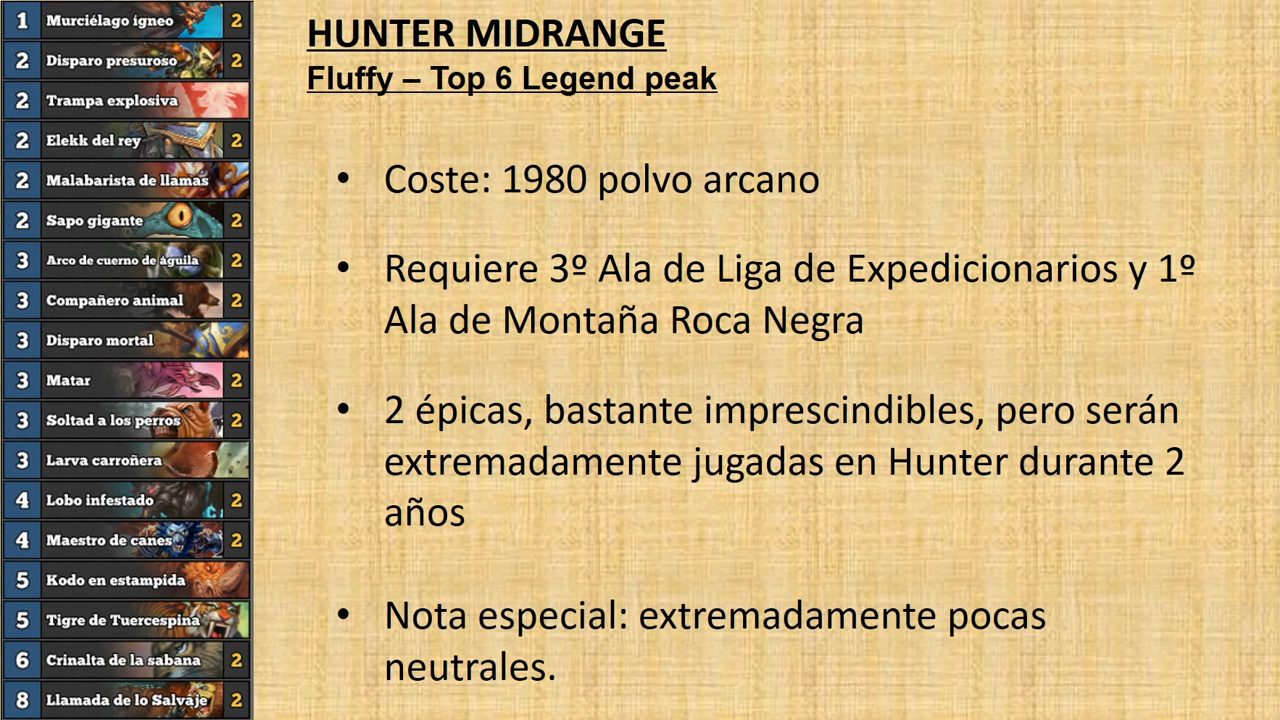 1 Murciélago ígneo 2
2 Disparo presuroso 2
2 Trampa explosiva
2 Elekk del rey 2
2 Malabarista de llamas
2 Sapo gigante 2
3 Arco de cuerno de águila 2
3 Compañero animal 2
3 Disparo mortal
3 Matar 2
3 Soltad a los perros 2
3 Larva carroñera
4 Lobo infestado 2
4 Maestro de canes 2
5 Kodo en estampida
5 Tigre de Tuercespina
6 Crinalta de la sabana 2
8 Llamada de lo Salvaje 2
HUNTER MIDRANGE
Fluffy – Top 6 Legend peak
• Coste: 1980 polvo arcano
• Requiere 3º Ala de Liga de Expedicionarios y 1º
Ala de Montaña Roca Negra
• 2 épicas, bastante imprescindibles, pero serán
extremadamente jugadas en Hunter durante 2
años
• Nota especial: extremadamente pocas
neutrales.